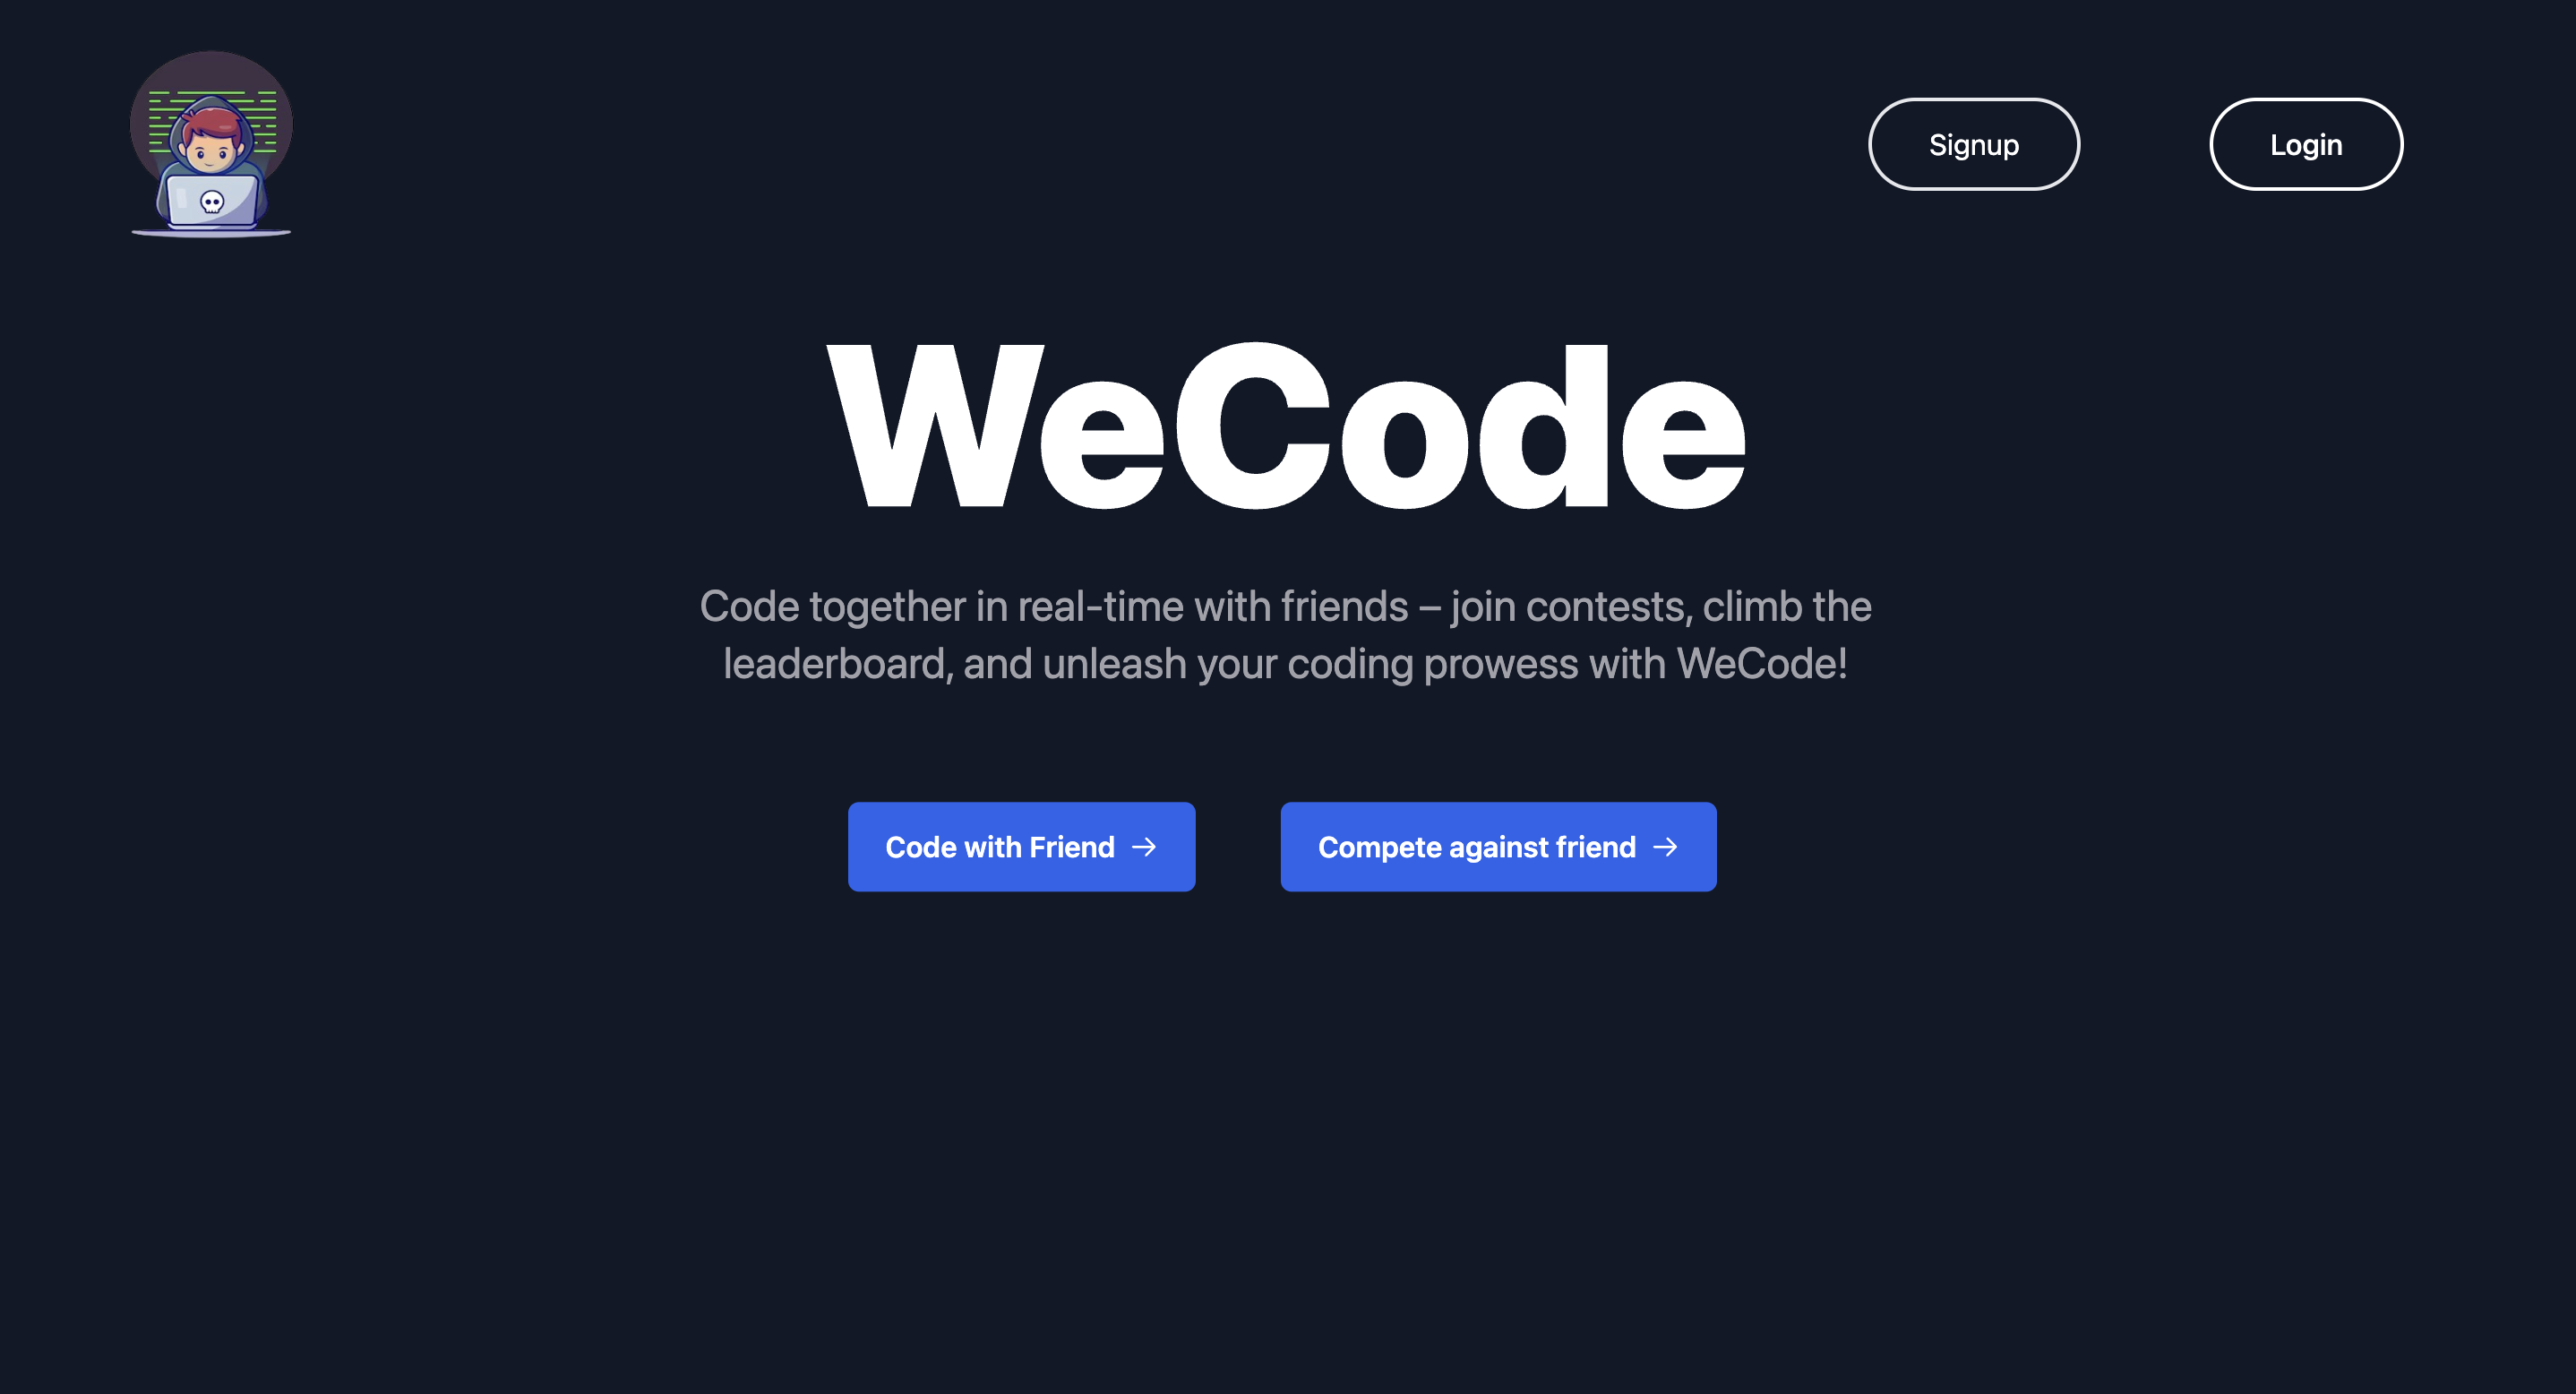 Signup
Login
WeCode
Code together in real-time with friends – join contests, climb the
leaderboard, and unleash your coding prowess with WeCode!
Code with Friend →
Compete against friend →